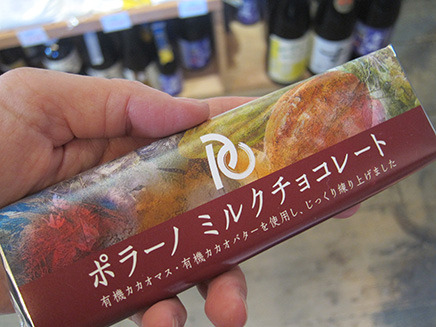 ポラーノ ミルクチョコレート
有機カカオマス・有機カカオバターを使用し、じっくり練り上げました